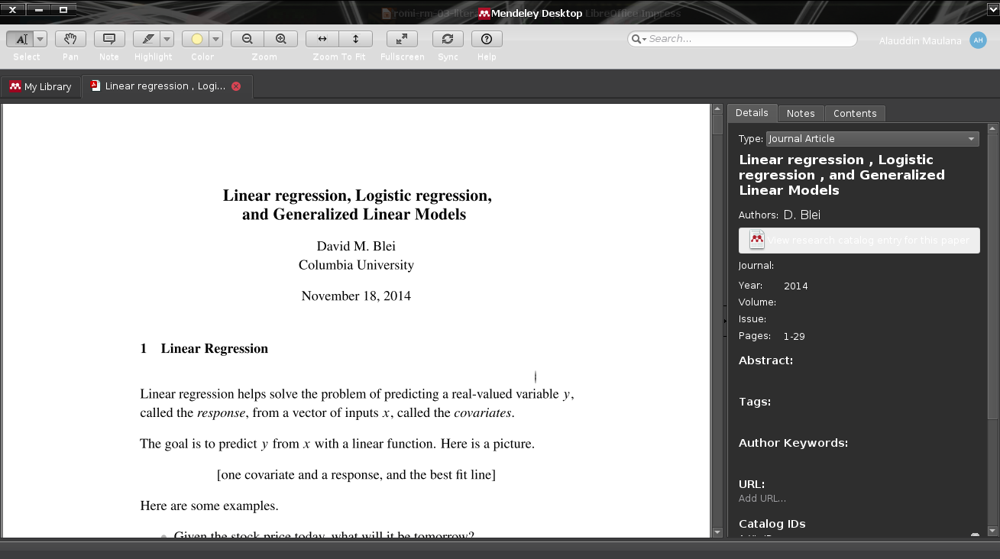 romi-rm-03-litera
Mendeley Desktop
LibreOffice Impress
X
A
Select
Pan
Note
Highlight
Color
Zoom
Zoom To Fit
Fullscreen
Sync
Help
Search...
Alauddin Maulana
AH
My Library
Linear regression , Logi...
Linear regression, Logistic regression,
and Generalized Linear Models
David M. Blei
Columbia University
November 18, 2014
1 Linear Regression
Linear regression helps solve the problem of predicting a real-valued variable y,
called the response, from a vector of inputs x, called the covariates.
The goal is to predict y from x with a linear function. Here is a picture.
[one covariate and a response, and the best fit line]
Here are some examples.
• Given the stock price today, what will it be tomorrow?
Details
Notes
Contents
Type: Journal Article
Linear regression , Logistic
regression , and Generalized
Linear Models
Authors: D. Blei
View research catalog entry for this paper
Journal:
Year: 2014
Volume:
Issue:
Pages: 1-29
Abstract:
Tags:
Author Keywords:
URL:
Add URL...
Catalog IDs